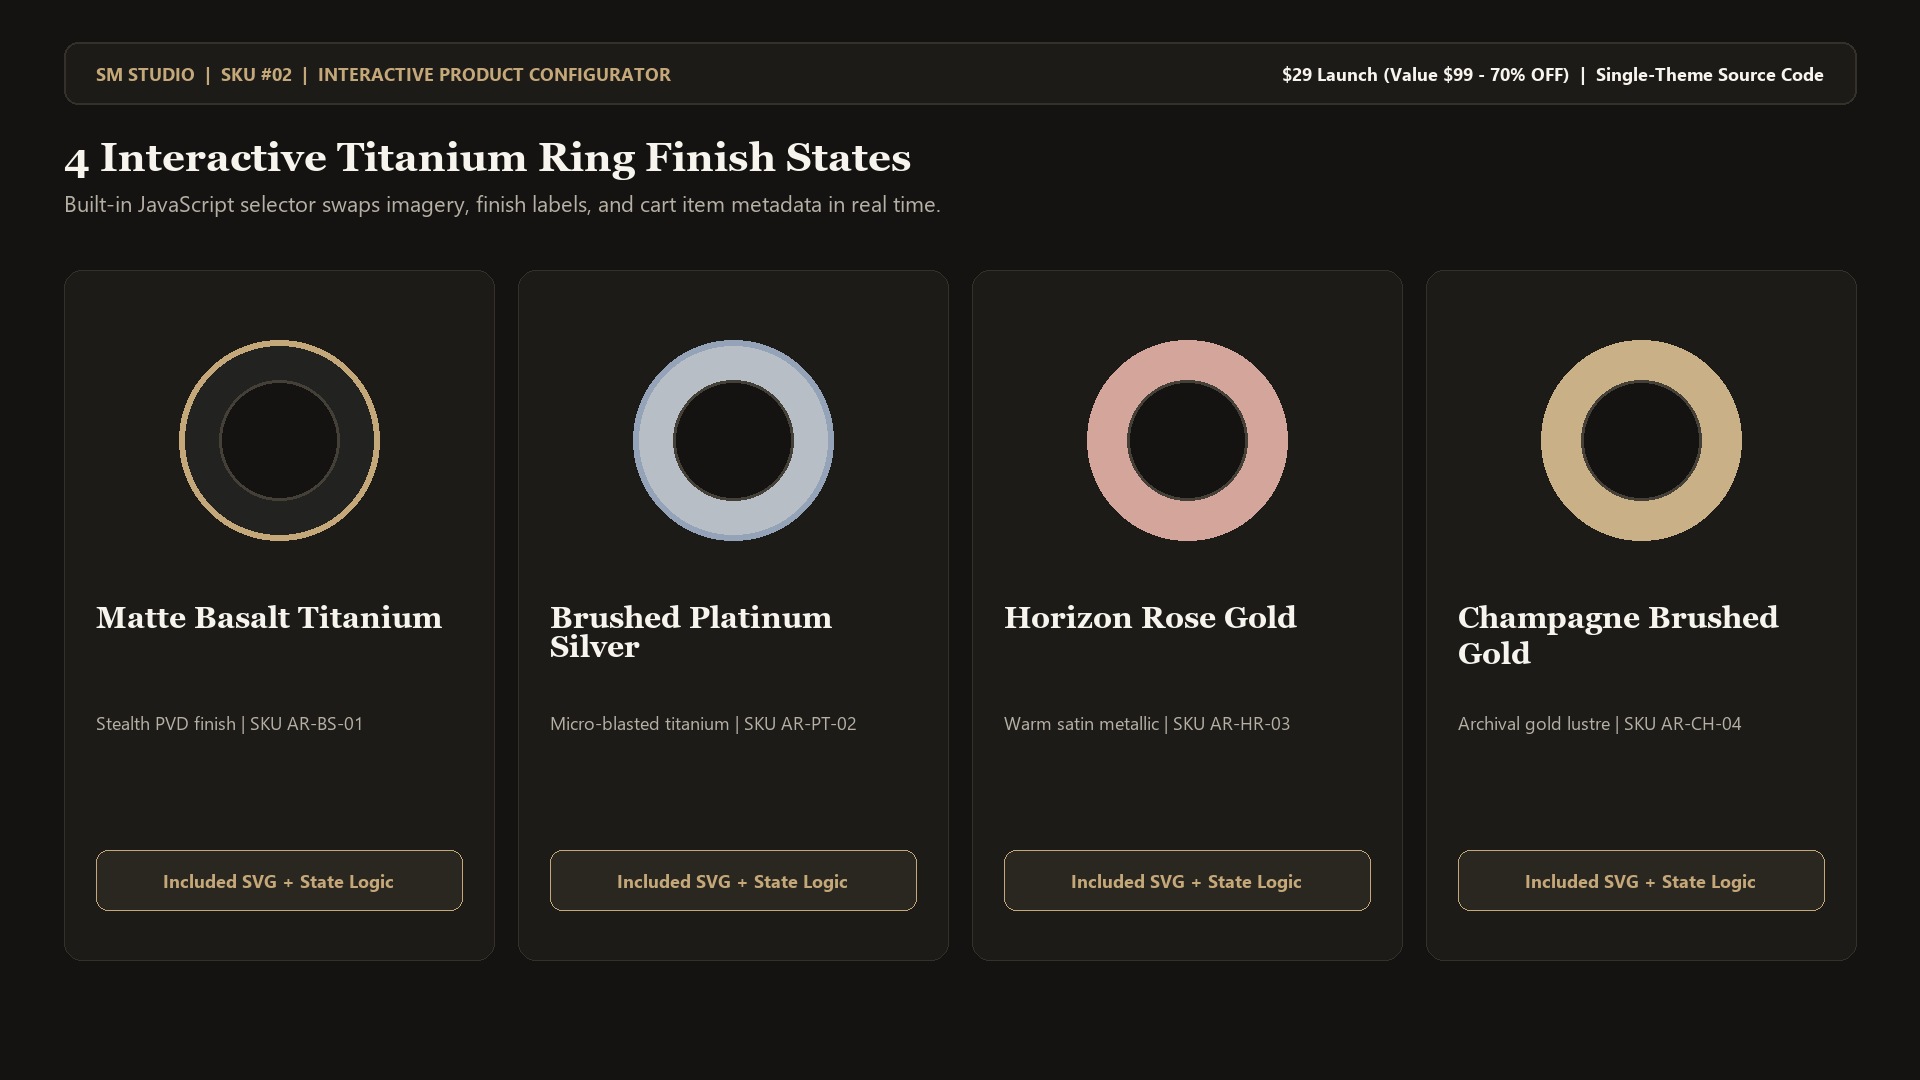 SM STUDIO | SKU #02 | INTERACTIVE PRODUCT CONFIGURATOR
$29 Launch (Value $99 - 70% OFF) | Single-Theme Source Code
4 Interactive Titanium Ring Finish States
Built-in JavaScript selector swaps imagery, finish labels, and cart item metadata in real time.
Matte Basalt Titanium
Stealth PVD finish | SKU AR-BS-01
Included SVG + State Logic
Brushed Platinum
Silver
Micro-blasted titanium | SKU AR-PT-02
Included SVG + State Logic
Horizon Rose Gold
Warm satin metallic | SKU AR-HR-03
Included SVG + State Logic
Champagne Brushed
Gold
Archival gold lustre | SKU AR-CH-04
Included SVG + State Logic